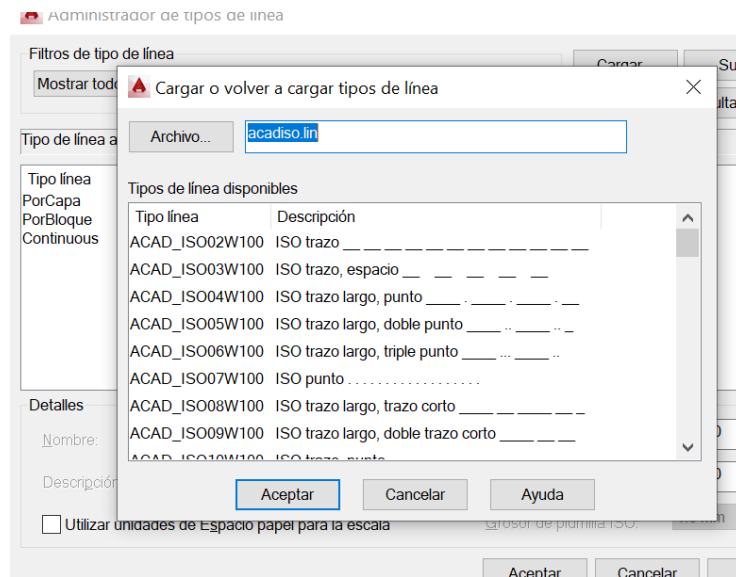 Administrador de tipos de línea
Filtros de tipo de línea
Cargar...
Mostrar todo
Cargar o volver a cargar tipos de línea
Tipo de línea a
Archivo...
acadiso.lin
Tipo línea
PorCapa
PorBloque
Continuous
Tipos de línea disponibles
Tipo línea Descripción
ACAD_ISO02W100 ISO trazo __ __ __ __ __ __ __ __ __ __ __ __ __
ACAD_ISO03W100 ISO trazo, espacio __ __ __ __ __
ACAD_ISO04W100 ISO trazo largo, punto ____ . ____ . ____ . __
ACAD_ISO05W100 ISO trazo largo, doble punto ____ .. ____ .. _
ACAD_ISO06W100 ISO trazo largo, triple punto ____ ... ____ ..
ACAD_ISO07W100 ISO punto . . . . . . . . . . . . . . . . . .
ACAD_ISO08W100 ISO trazo largo, trazo corto ____ __ ____ __ _
ACAD_ISO09W100 ISO trazo largo, doble trazo corto ____ __ __
ACAD_ISO10W100 ISO trazo, punto
Detalles
Nombre:
Descripción
Aceptar Cancelar Ayuda
Utilizar unidades de Espacio papel para la escala
Grosor de plumilla ISO:
Aceptar Cancelar